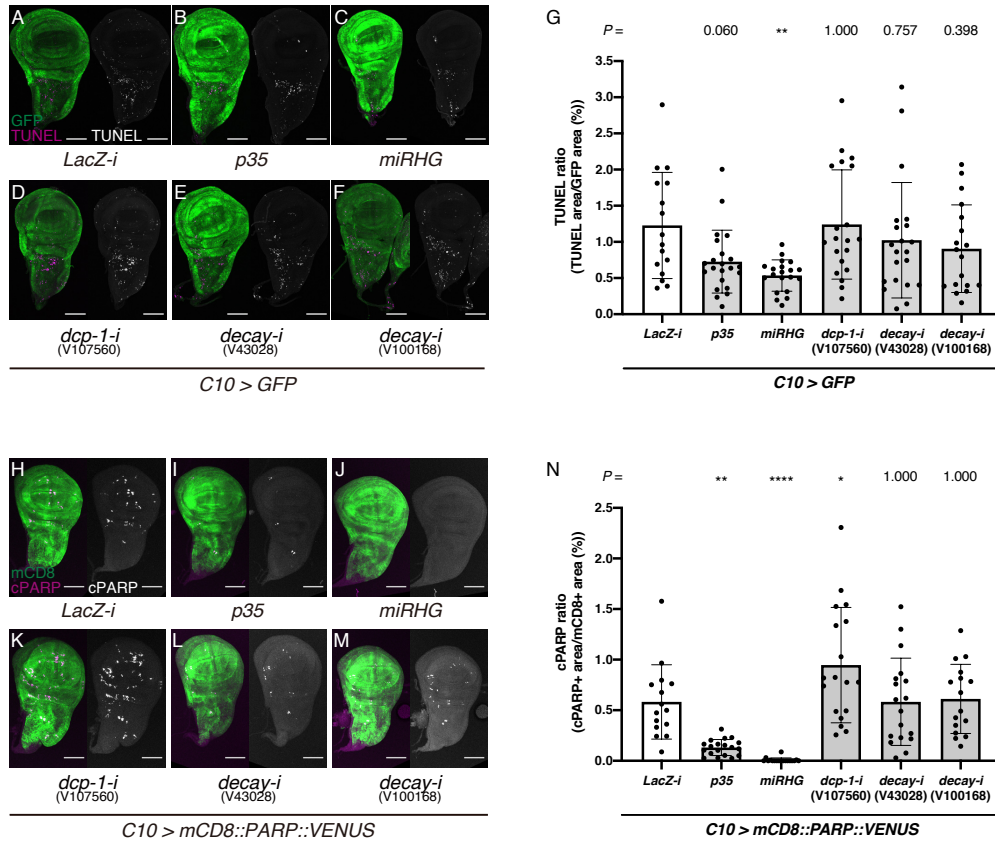 A
B
C
GFP
TUNEL
TUNEL
LacZ-i
p35
miRHG
D
E
F
dcp-1-i
(V107560)
decay-i
(V43028)
decay-i
(V100168)
C10 > GFP
G
P =
0.060
**
1.000
0.757
0.398
TUNEL ratio
(TUNEL area/GFP area (%))
3.5
3.0
2.5
2.0
1.5
1.0
0.5
0.0
LacZ-i
p35
miRHG
dcp-1-i
(V107560)
decay-i
(V43028)
decay-i
(V100168)
C10 > GFP
H
I
J
mCD8
cPARP
cPARP
LacZ-i
p35
miRHG
K
L
M
dcp-1-i
(V107560)
decay-i
(V43028)
decay-i
(V100168)
C10 > mCD8::PARP::VENUS
N
P =
**
****
*
1.000
1.000
cPARP ratio
(cPARP+ area/mCD8+ area (%))
2.5
2.0
1.5
1.0
0.5
0.0
LacZ-i
p35
miRHG
dcp-1-i
(V107560)
decay-i
(V43028)
decay-i
(V100168)
C10 > mCD8::PARP::VENUS